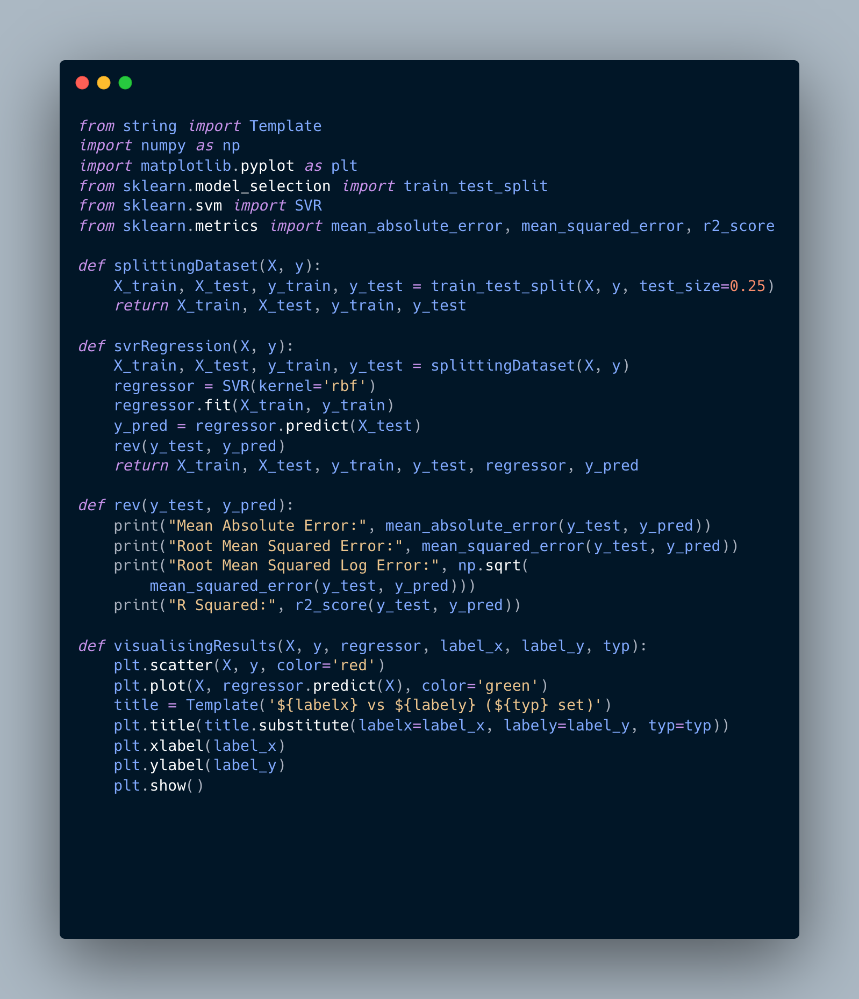 from string import Template
import numpy as np
import matplotlib.pyplot as plt
from sklearn.model_selection import train_test_split
from sklearn.svm import SVR
from sklearn.metrics import mean_absolute_error, mean_squared_error, r2_score

def splittingDataset(X, y):
    X_train, X_test, y_train, y_test = train_test_split(X, y, test_size=0.25)
    return X_train, X_test, y_train, y_test

def svrRegression(X, y):
    X_train, X_test, y_train, y_test = splittingDataset(X, y)
    regressor = SVR(kernel='rbf')
    regressor.fit(X_train, y_train)
    y_pred = regressor.predict(X_test)
    rev(y_test, y_pred)
    return X_train, X_test, y_train, y_test, regressor, y_pred

def rev(y_test, y_pred):
    print("Mean Absolute Error:", mean_absolute_error(y_test, y_pred))
    print("Root Mean Squared Error:", mean_squared_error(y_test, y_pred))
    print("Root Mean Squared Log Error:", np.sqrt(
        mean_squared_error(y_test, y_pred)))
    print("R Squared:", r2_score(y_test, y_pred))

def visualisingResults(X, y, regressor, label_x, label_y, typ):
    plt.scatter(X, y, color='red')
    plt.plot(X, regressor.predict(X), color='green')
    title = Template('${labelx} vs ${labely} (${typ} set)')
    plt.title(title.substitute(labelx=label_x, labely=label_y, typ=typ))
    plt.xlabel(label_x)
    plt.ylabel(label_y)
    plt.show()